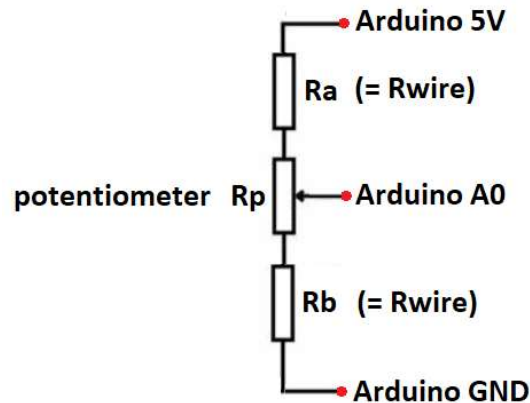 Arduino 5V
Ra (= Rwire)
potentiometer Rp
Arduino A0
Rb (= Rwire)
Arduino GND